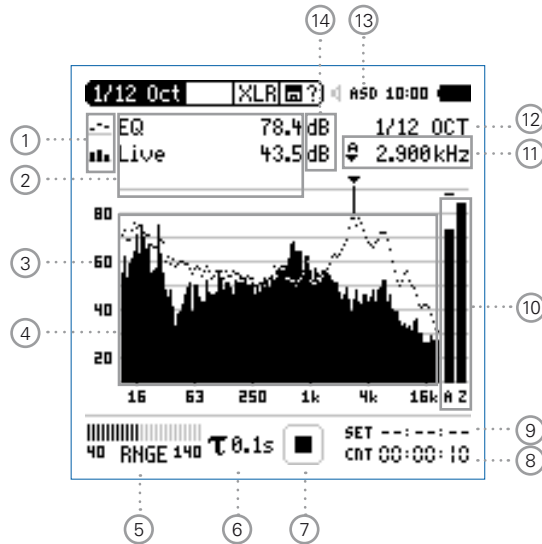 14 13
1/12 Oct XLR ? ASD 10:00
EQ 78.4 dB 1/12 OCT 12
1 Live 43.5 dB A 2.900kHz 11
2
80
3 60
4 40 10
20
16 63 250 1k 4k 16k A Z
SET --:--:-- 9
40 RNGE 140 τ 0.1s CNT 00:00:10 8
5 6 7